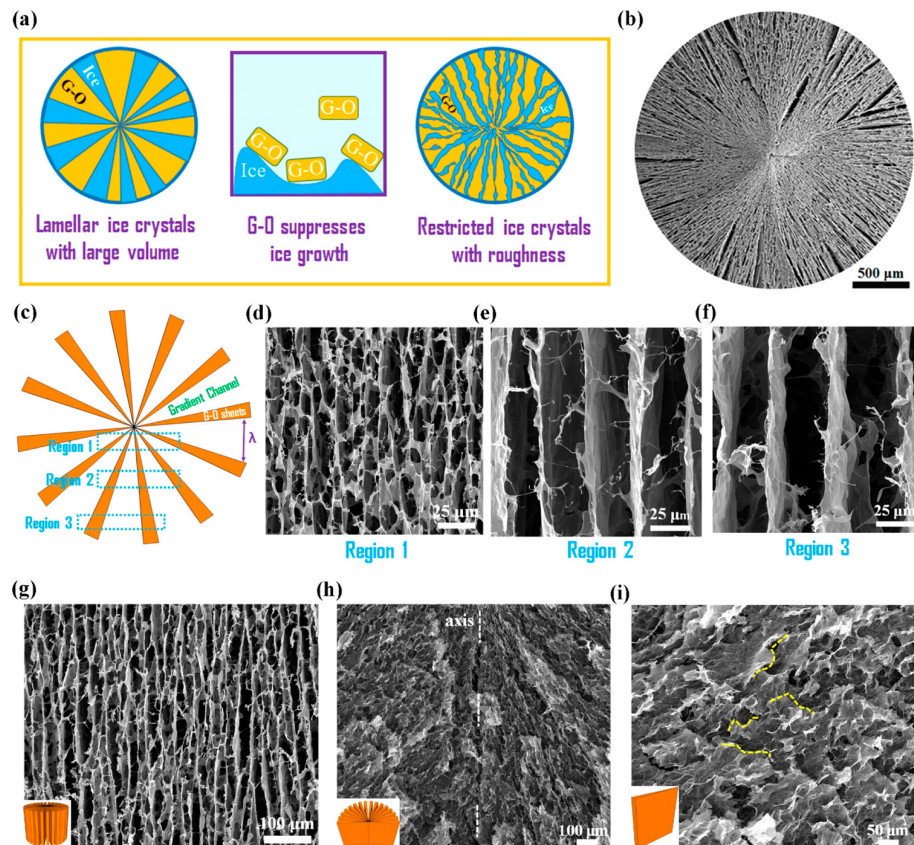 (a)
Ice
G-O
G-O
G-O
G-O
G-O
Ice
G-O
Ice
Lamellar ice crystals
with large volume
G-O suppresses
ice growth
Restricted ice crystals
with roughness
(b)
500 µm
(c)
Gradient Channel
G-O sheets
λ
Region 1
Region 2
Region 3
(d)
25 µm
Region 1
(e)
25 µm
Region 2
(f)
25 µm
Region 3
(g)
100 µm
(h)
axis
100 µm
(i)
50 µm